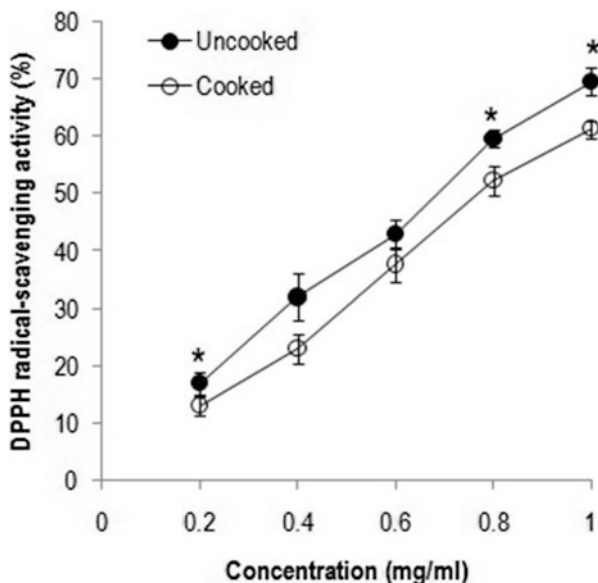 80
70
60
50
40
30
20
10
0
DPPH radical-scavenging activity (%)
Uncooked
Cooked
*
*
*
0 0.2 0.4 0.6 0.8 1
Concentration (mg/ml)